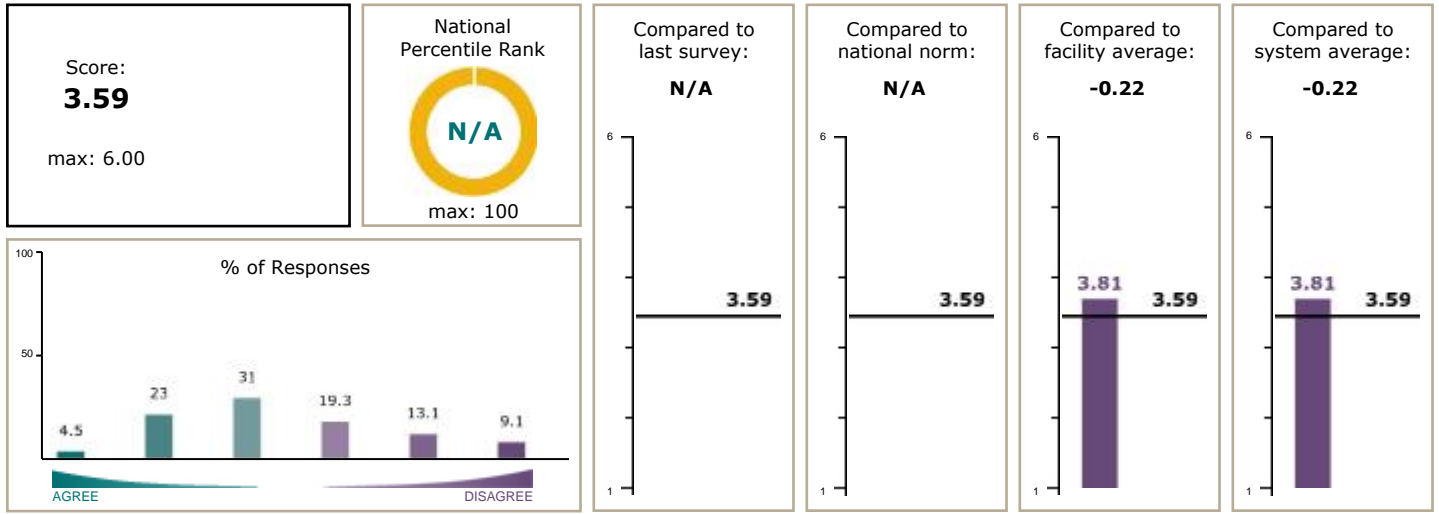 Score:
3.59
max: 6.00
National
Percentile Rank
N/A
max: 100
% of Responses
100
50
4.5
23
31
19.3
13.1
9.1
AGREE
DISAGREE
Compared to
last survey:
N/A
6
3.59
1
Compared to
national norm:
N/A
6
3.59
1
Compared to
facility average:
-0.22
6
3.81
3.59
1
Compared to
system average:
-0.22
6
3.81
3.59
1